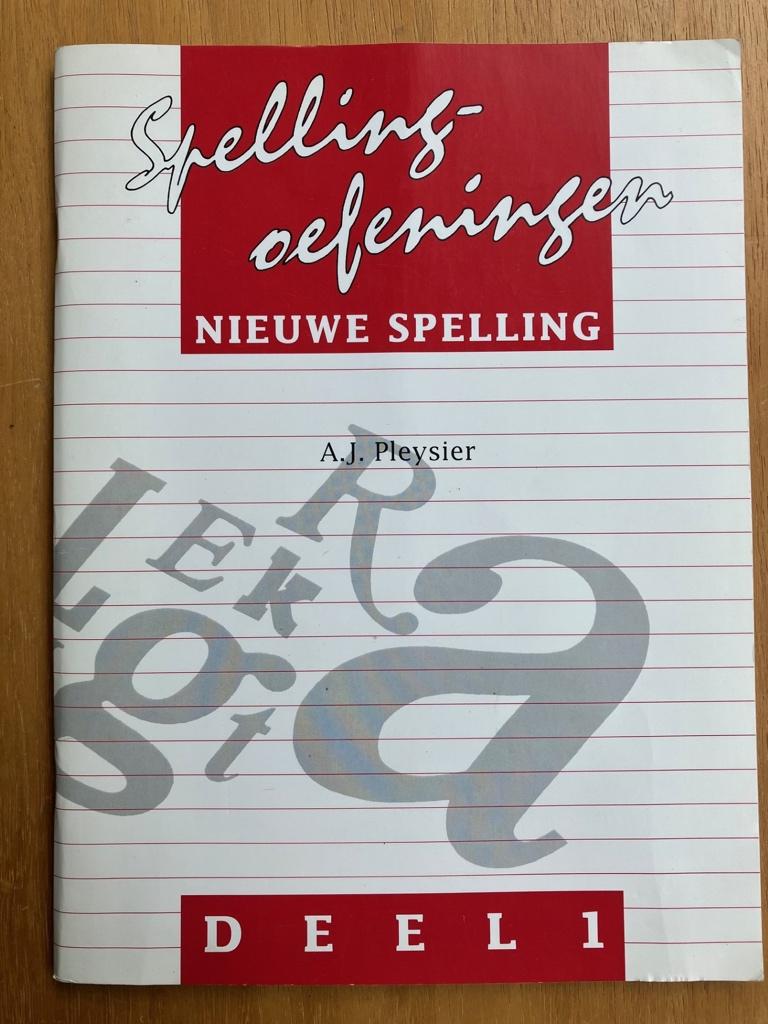 Spelling-
oefeningen
NIEUWE SPELLING
A.J. Pleysier
L E k R
g t a
DEEL 1